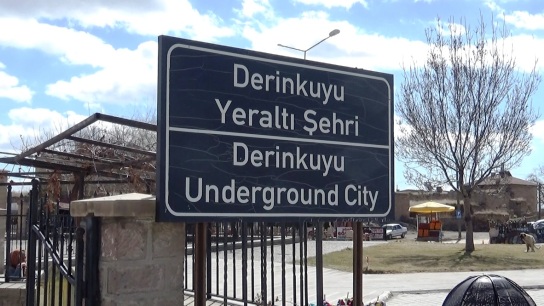 Derinkuyu
Yeraltı Şehri
Derinkuyu
Underground City